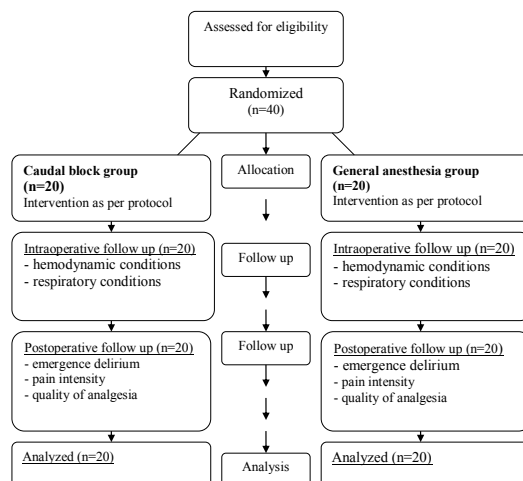 Assessed for eligibility
Randomized
(n=40)
Caudal block group
(n=20)
Intervention as per protocol
Allocation
General anesthesia group
(n=20)
Intervention as per protocol
Intraoperative follow up (n=20)
- hemodynamic conditions
- respiratory conditions
Follow up
Intraoperative follow up (n=20)
- hemodynamic conditions
- respiratory conditions
Postoperative follow up (n=20)
- emergence delirium
- pain intensity
- quality of analgesia
Follow up
Postoperative follow up (n=20)
- emergence delirium
- pain intensity
- quality of analgesia
Analyzed (n=20)
Analysis
Analyzed (n=20)